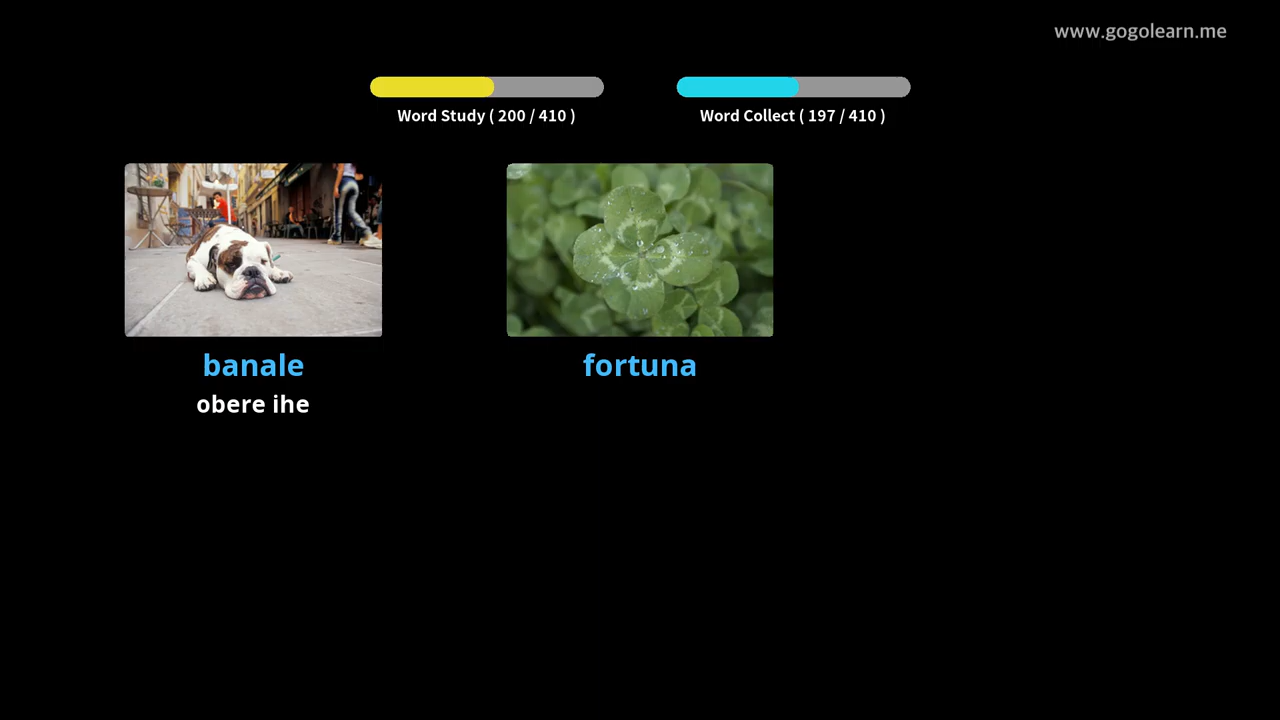 www.gogolearn.me
Word Study ( 200 / 410 )
Word Collect ( 197 / 410 )
banale
fortuna
obere ihe